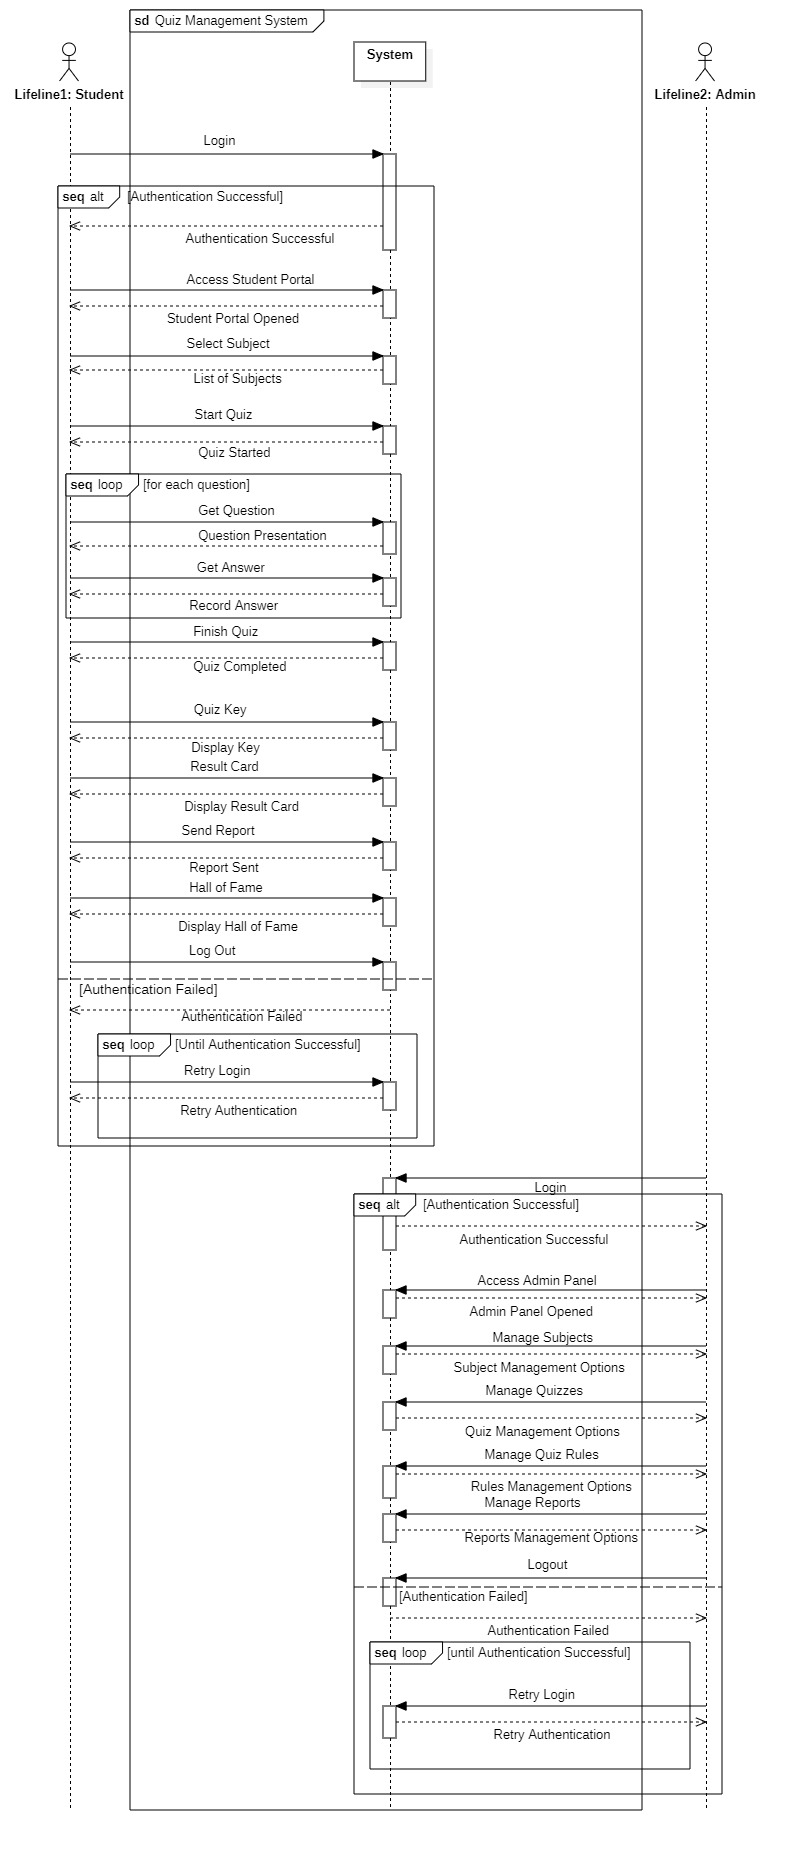 sd Quiz Management System
System
Lifeline1: Student
Lifeline2: Admin
Login
seq alt [Authentication Successful]
Authentication Successful
Access Student Portal
Student Portal Opened
Select Subject
List of Subjects
Start Quiz
Quiz Started
seq loop [for each question]
Get Question
Question Presentation
Get Answer
Record Answer
Finish Quiz
Quiz Completed
Quiz Key
Display Key
Result Card
Display Result Card
Send Report
Report Sent
Hall of Fame
Display Hall of Fame
Log Out
[Authentication Failed]
Authentication Failed
seq loop [Until Authentication Successful]
Retry Login
Retry Authentication
Login
seq alt [Authentication Successful]
Authentication Successful
Access Admin Panel
Admin Panel Opened
Manage Subjects
Subject Management Options
Manage Quizzes
Quiz Management Options
Manage Quiz Rules
Rules Management Options
Manage Reports
Reports Management Options
Logout
[Authentication Failed]
Authentication Failed
seq loop [until Authentication Successful]
Retry Login
Retry Authentication